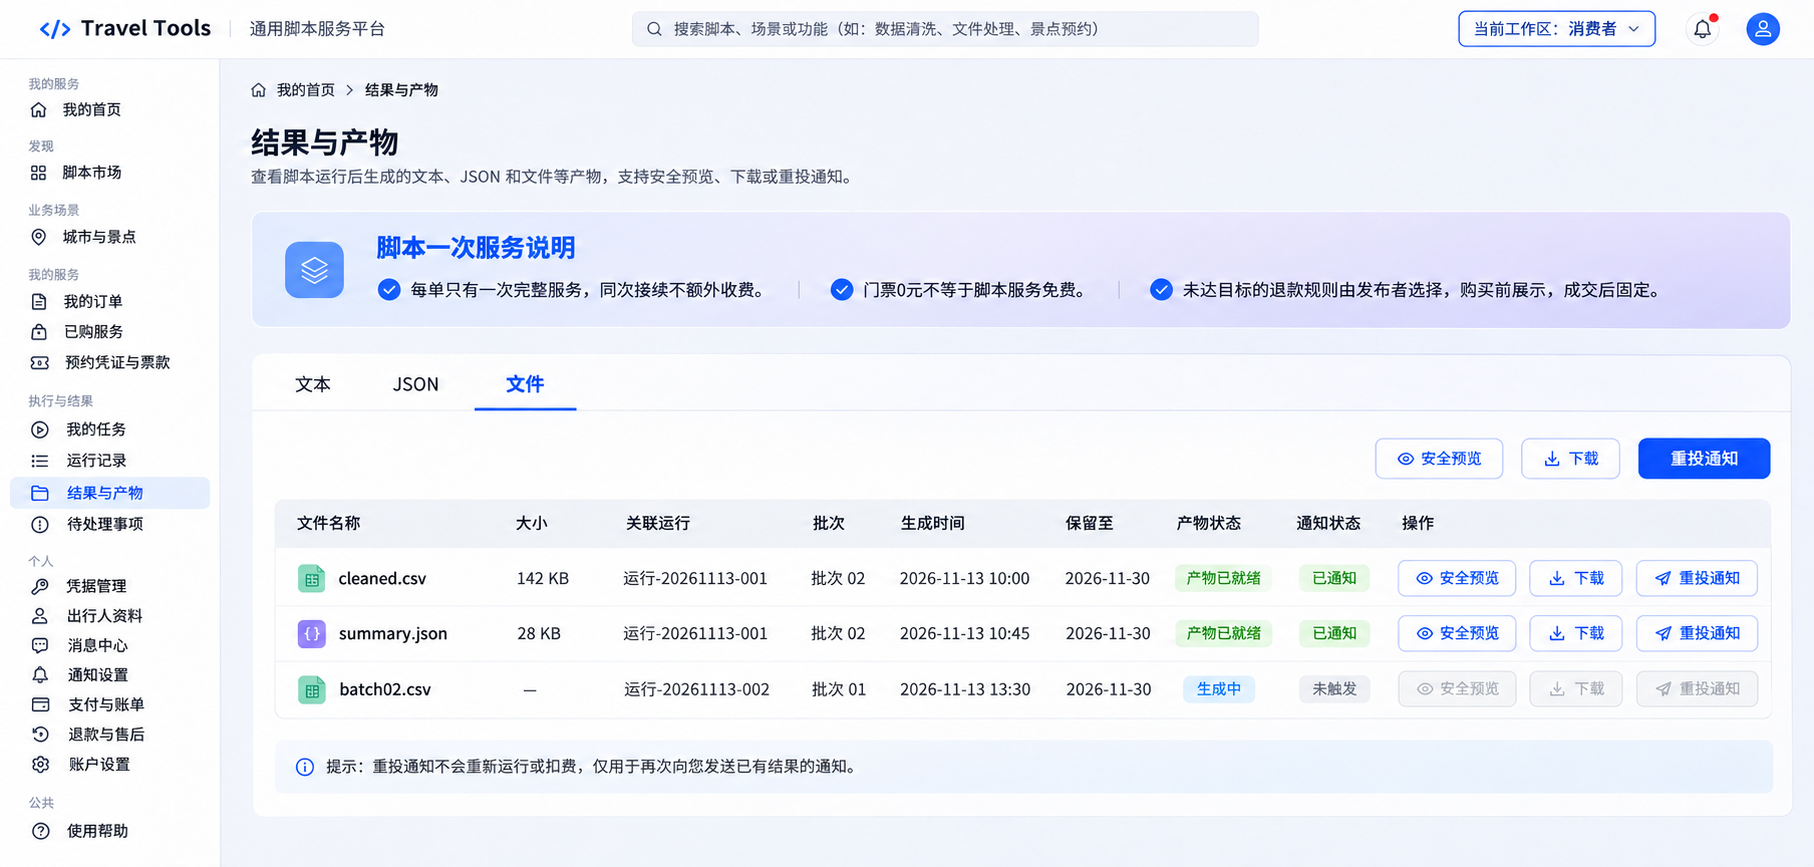 </> Travel Tools
通用脚本服务平台
搜索脚本、场景或功能（如：数据清洗、文件处理、景点预约）
当前工作区：消费者
我的服务
我的首页
发现
脚本市场
业务场景
城市与景点
我的服务
我的订单
已购服务
预约凭证与票款
执行与结果
我的任务
运行记录
结果与产物
待处理事项
个人
凭据管理
出行人资料
消息中心
通知设置
支付与账单
退款与售后
账户设置
公共
使用帮助
我的首页 > 结果与产物
结果与产物
查看脚本运行后生成的文本、JSON 和文件等产物，支持安全预览、下载或重投通知。
脚本一次服务说明
每单只有一次完整服务，同次接续不额外收费。
门票0元不等于脚本服务免费。
未达目标的退款规则由发布者选择，购买前展示，成交后固定。
文本 JSON 文件
安全预览 下载 重投通知
文件名称 大小 关联运行 批次 生成时间 保留至 产物状态 通知状态 操作
cleaned.csv 142 KB 运行-20261113-001 批次 02 2026-11-13 10:00 2026-11-30 产物已就绪 已通知 安全预览 下载 重投通知
{} summary.json 28 KB 运行-20261113-001 批次 02 2026-11-13 10:45 2026-11-30 产物已就绪 已通知 安全预览 下载 重投通知
batch02.csv — 运行-20261113-002 批次 01 2026-11-13 13:30 2026-11-30 生成中 未触发 安全预览 下载 重投通知
提示：重投通知不会重新运行或扣费，仅用于再次向您发送已有结果的通知。